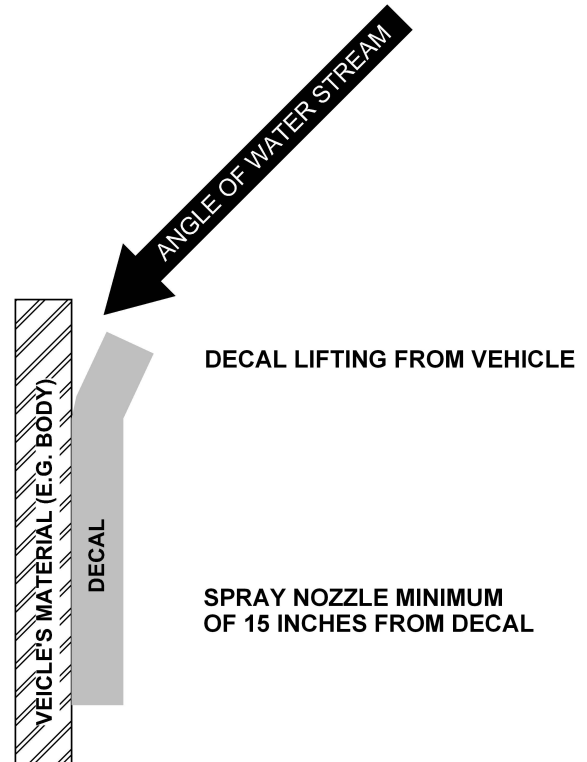 ANGLE OF WATER STREAM
DECAL LIFTING FROM VEHICLE
VEICLE'S MATERIAL (E.G. BODY)
DECAL
SPRAY NOZZLE MINIMUM
OF 15 INCHES FROM DECAL